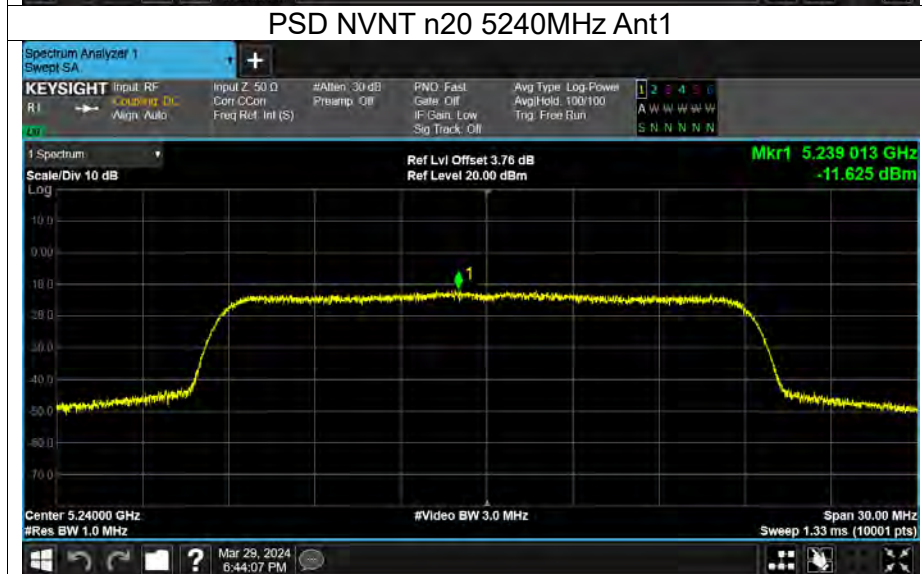 PSD NVNT n20 5240MHz Ant1
Spectrum Analyzer 1
Swept SA
+
KEYSIGHT Input: RF Input Z: 50 Ω #Atten: 30 dB PNO: Fast Avg Type: Log-Power 1 2 3 4 5 6
Coupling: DC Corr CCorr Preamp: Off Gate: Off Avg|Hold: 100/100 A W W W W W
Align: Auto Freq Ref: Int (S) IF Gain: Low Trig: Free Run S N N N N N
Sig Track: Off
1 Spectrum Ref Lvl Offset 3.76 dB Mkr1 5.239 013 GHz
Scale/Div 10 dB Ref Level 20.00 dBm -11.625 dBm
Log
10.0
0.00
1
-10.0
-20.0
-30.0
-40.0
-50.0
-60.0
-70.0
Center 5.24000 GHz #Video BW 3.0 MHz Span 30.00 MHz
#Res BW 1.0 MHz Sweep 1.33 ms (10001 pts)
? Mar 29, 2024
6:44:07 PM